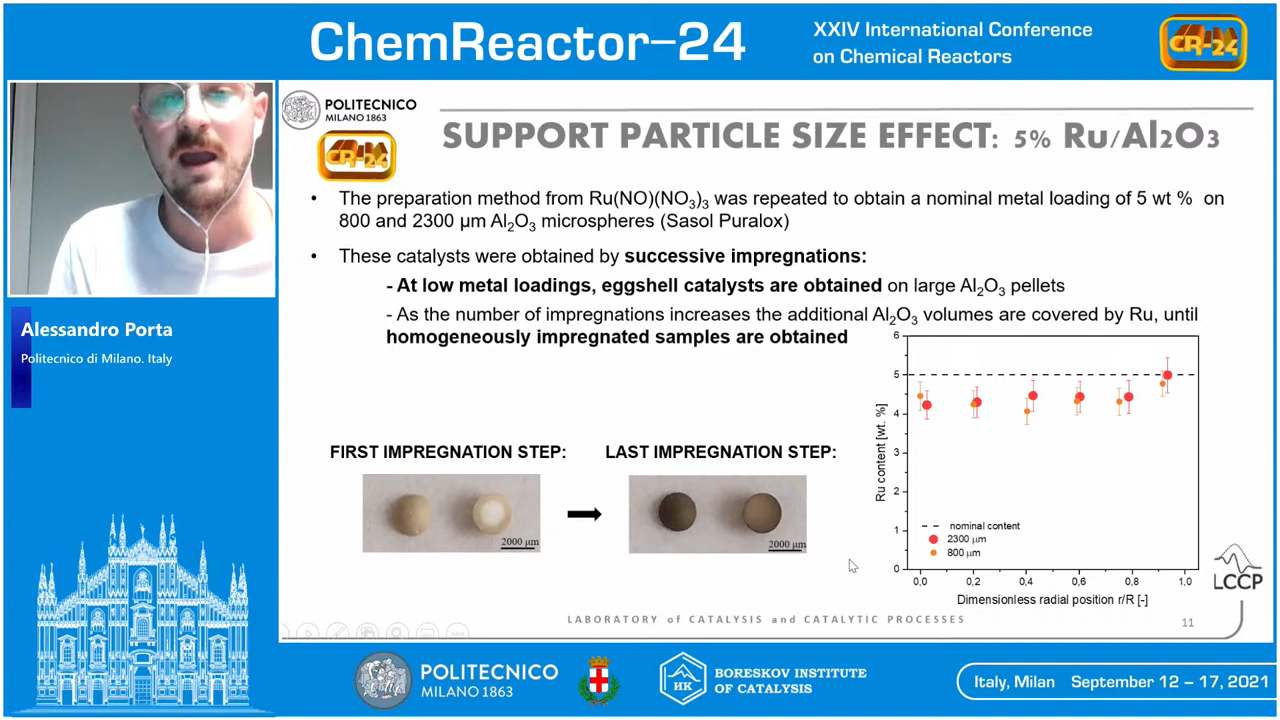 ChemReactor–24
XXIV International Conference
on Chemical Reactors
CR-24
POLITECNICO
MILANO 1863
CR-24
SUPPORT PARTICLE SIZE EFFECT: 5% Ru/Al2O3
• The preparation method from Ru(NO)(NO3)3 was repeated to obtain a nominal metal loading of 5 wt % on
800 and 2300 µm Al2O3 microspheres (Sasol Puralox)
• These catalysts were obtained by successive impregnations:
- At low metal loadings, eggshell catalysts are obtained on large Al2O3 pellets
- As the number of impregnations increases the additional Al2O3 volumes are covered by Ru, until
homogeneously impregnated samples are obtained
Alessandro Porta
Politecnico di Milano. Italy
FIRST IMPREGNATION STEP:
LAST IMPREGNATION STEP:
2000 µm
2000 µm
6
5
4
3
2
1
0
Ru content [wt. %]
nominal content
2300 µm
800 µm
0,0 0,2 0,4 0,6 0,8 1,0
Dimensionless radial position r/R [-]
LCCP
LABORATORY of CATALYSIS and CATALYTIC PROCESSES
11
POLITECNICO
MILANO 1863
НК
BORESKOV INSTITUTE
OF CATALYSIS
Italy, Milan September 12 – 17, 2021